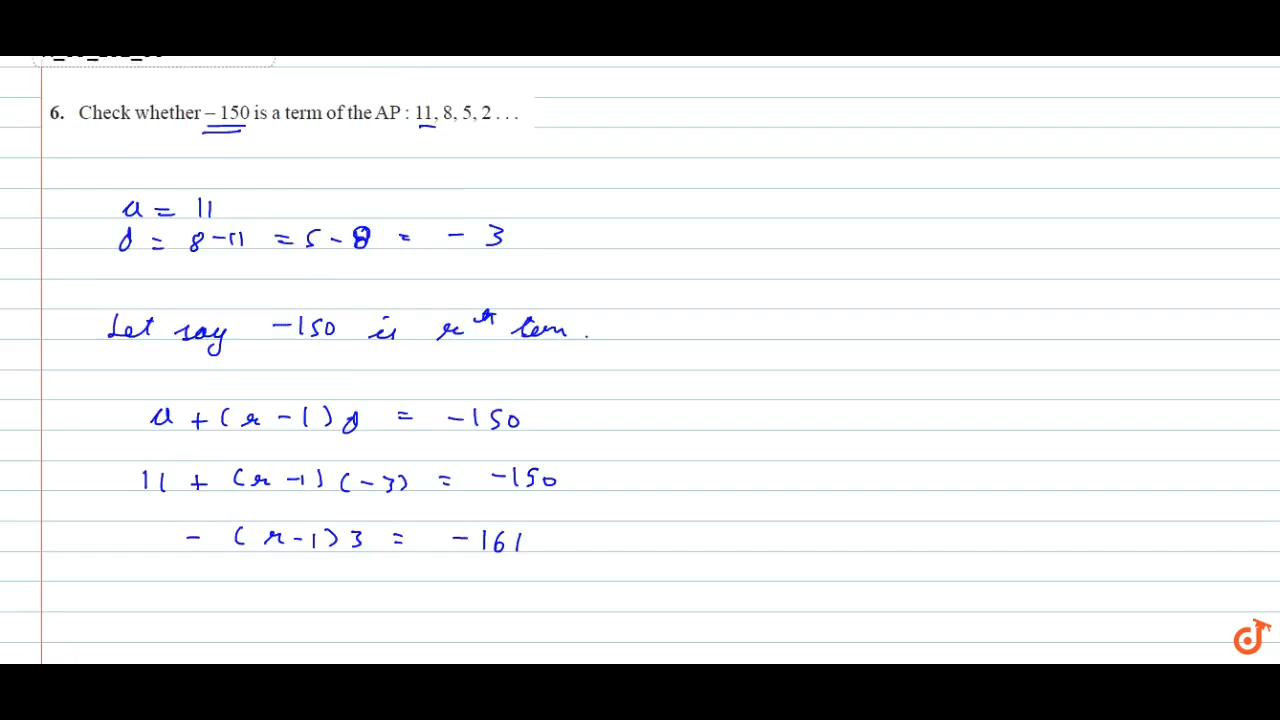 6. Check whether – 150 is a term of the AP : 11, 8, 5, 2 . . .
a = 11
d = 8 - 11 = 5 - 8 = - 3
Let say -150 is rth term.
a + (r - 1) d = -150
11 + (r - 1) (-3) = -150
- (r - 1) 3 = -161